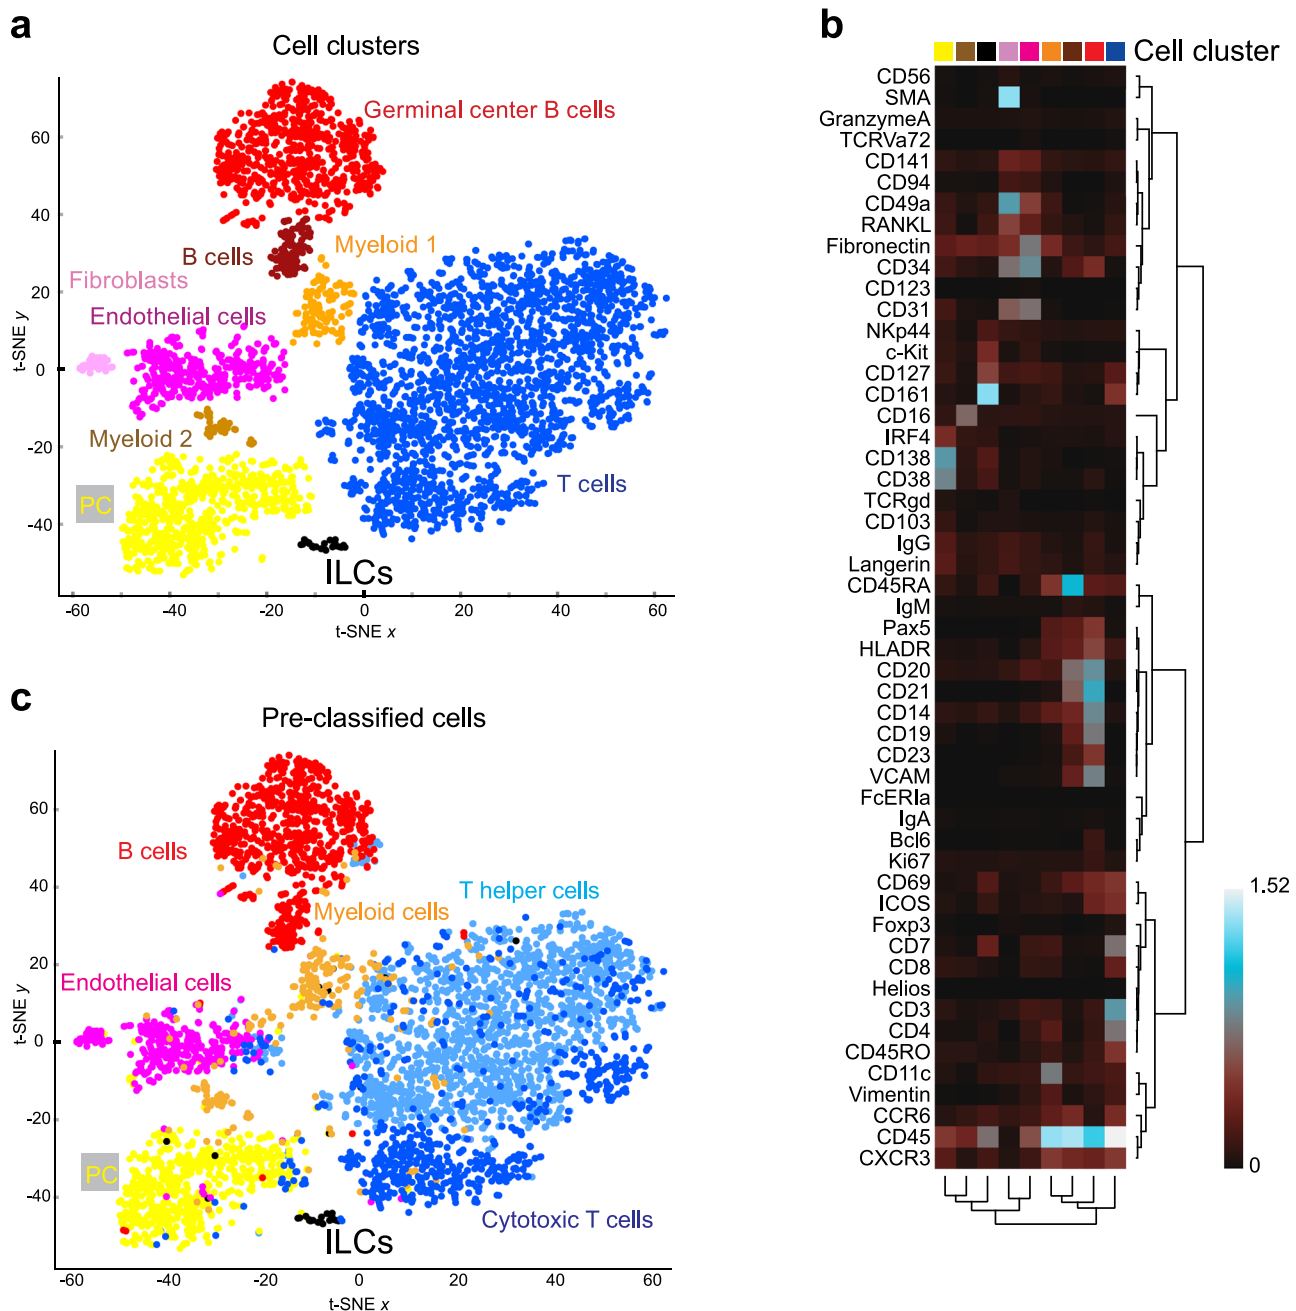 a
Cell clusters
Germinal center B cells
B cells
Myeloid 1
Fibroblasts
Endothelial cells
Myeloid 2
PC
T cells
ILCs
60
40
20
0
-20
-40
t-SNE y
-60
-40
-20
0
20
40
60
t-SNE x
b
Cell cluster
CD56
SMA
GranzymeA
TCRVa72
CD141
CD94
CD49a
RANKL
Fibronectin
CD34
CD123
CD31
NKp44
c-Kit
CD127
CD161
CD16
IRF4
CD138
CD38
TCRgd
CD103
IgG
Langerin
CD45RA
IgM
Pax5
HLADR
CD20
CD21
CD14
CD19
CD23
VCAM
FcERIa
IgA
Bcl6
Ki67
CD69
ICOS
Foxp3
CD7
CD8
Helios
CD3
CD4
CD45RO
CD11c
Vimentin
CCR6
CD45
CXCR3
1.52
0
c
Pre-classified cells
B cells
T helper cells
Myeloid cells
Endothelial cells
PC
Cytotoxic T cells
ILCs
60
40
20
0
-20
-40
t-SNE y
-60
-40
-20
0
20
40
60
t-SNE x